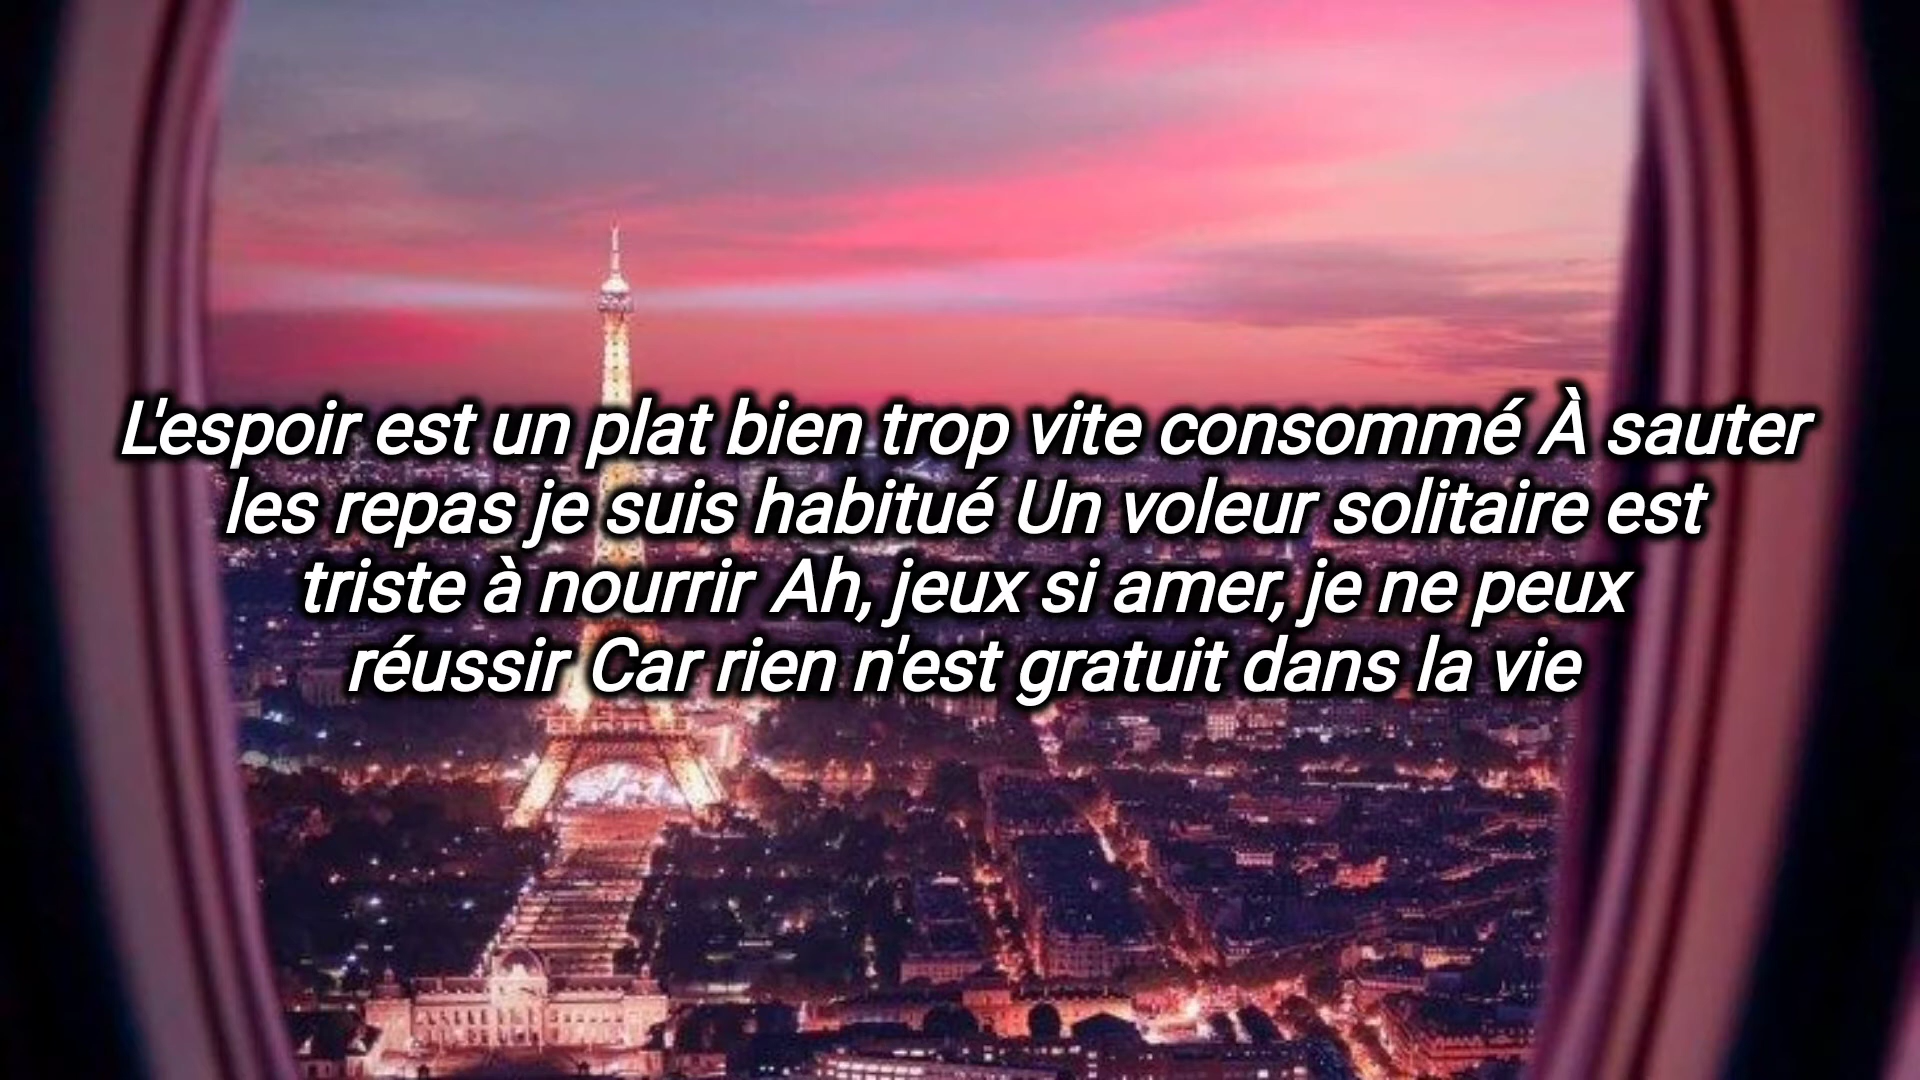 L'espoir est un plat bien trop vite consommé À sauter
les repas je suis habitué Un voleur solitaire est
triste à nourrir Ah, jeux si amer, je ne peux
réussir Car rien n'est gratuit dans la vie